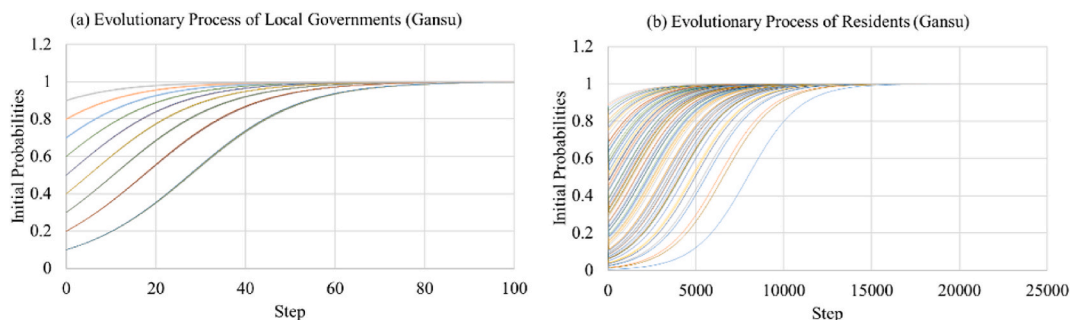 (a) Evolutionary Process of Local Governments (Gansu)
1.2
1
0.8
0.6
0.4
0.2
0
Initial Probabilities
0 20 40 60 80 100
Step
(b) Evolutionary Process of Residents (Gansu)
1.2
1
0.8
0.6
0.4
0.2
0
Initial Probabilities
0 5000 10000 15000 20000 25000
Step